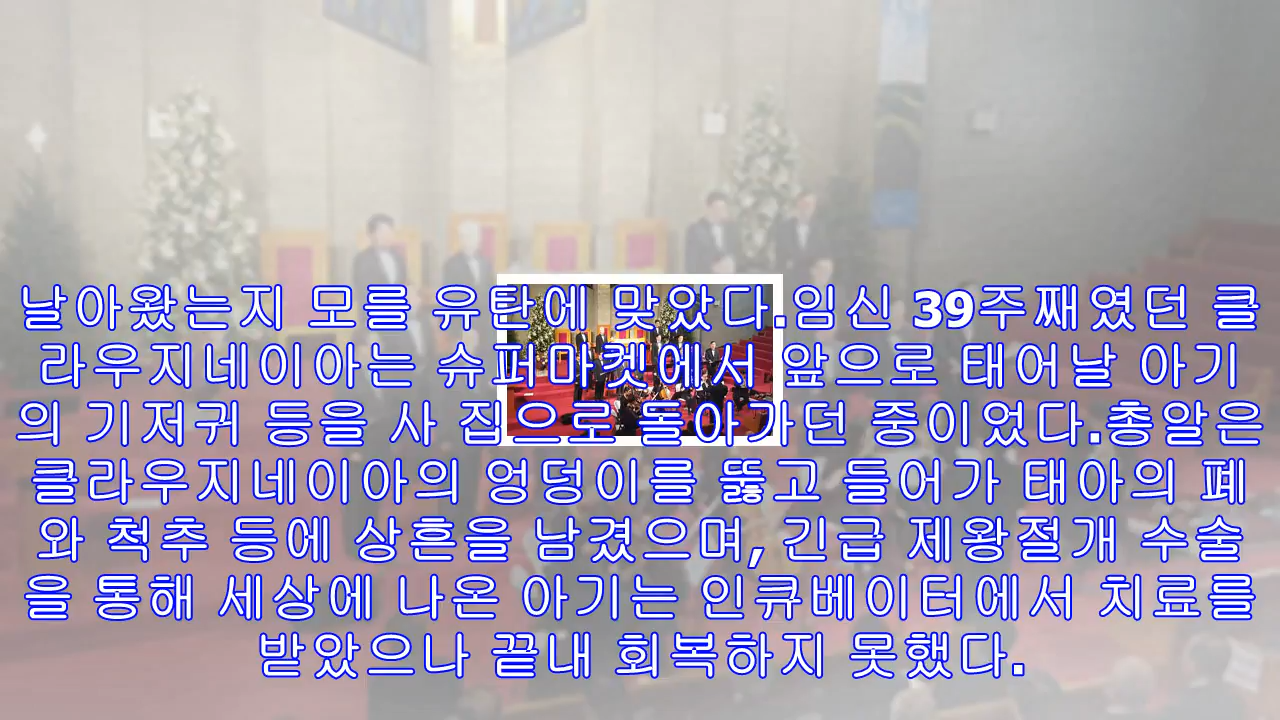 날아왔는지 모를 유탄에 맞았다.임신 39주째였던 클
라우지네이아는 슈퍼마켓에서 앞으로 태어날 아기
의 기저귀 등을 사 집으로 돌아가던 중이었다.총알은
클라우지네이아의 엉덩이를 뚫고 들어가 태아의 폐
와 척추 등에 상흔을 남겼으며, 긴급 제왕절개 수술
을 통해 세상에 나온 아기는 인큐베이터에서 치료를
받았으나 끝내 회복하지 못했다.